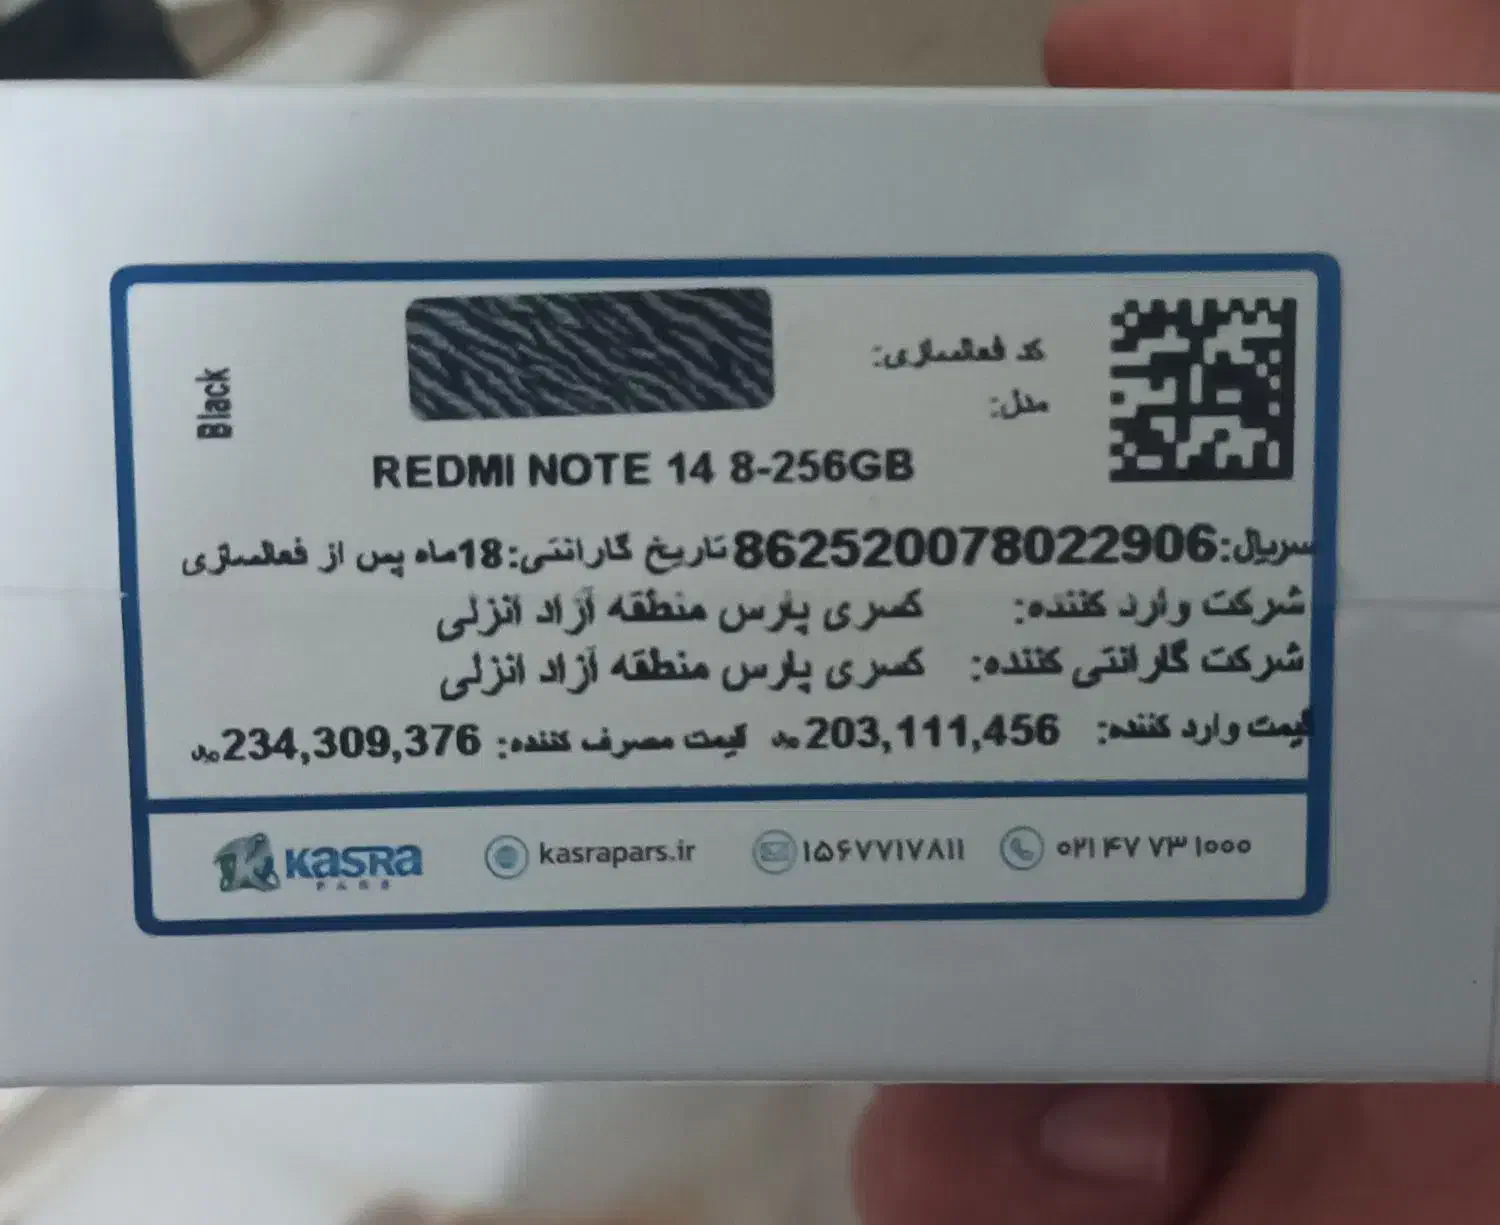 کد فعالسازی:
مدل:
Black
REDMI NOTE 14 8-256GB
سریال:862520078022906 تاریخ گارانتی:18ماه پس از فعالسازی
شرکت وارد کننده: کسری پارس منطقه آزاد انزلی
شرکت گارانتی کننده: کسری پارس منطقه آزاد انزلی
قیمت وارد کننده: 203,111,456 ریال قیمت مصرف کننده: 234,309,376 ریال
۰۲۱ ۴۷ ۷۳ ۱۰۰۰ ۱۵۶۷۷۱۷۸۱۱ kasrapars.ir KASRA
PARS